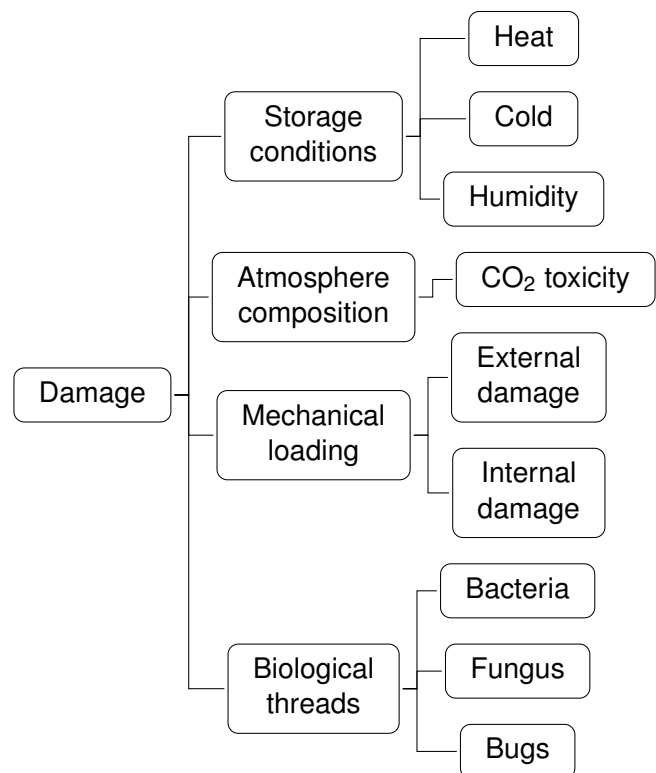 Damage
Storage
conditions
Heat
Cold
Humidity
Atmosphere
composition
CO₂ toxicity
Mechanical
loading
External
damage
Internal
damage
Biological
threads
Bacteria
Fungus
Bugs